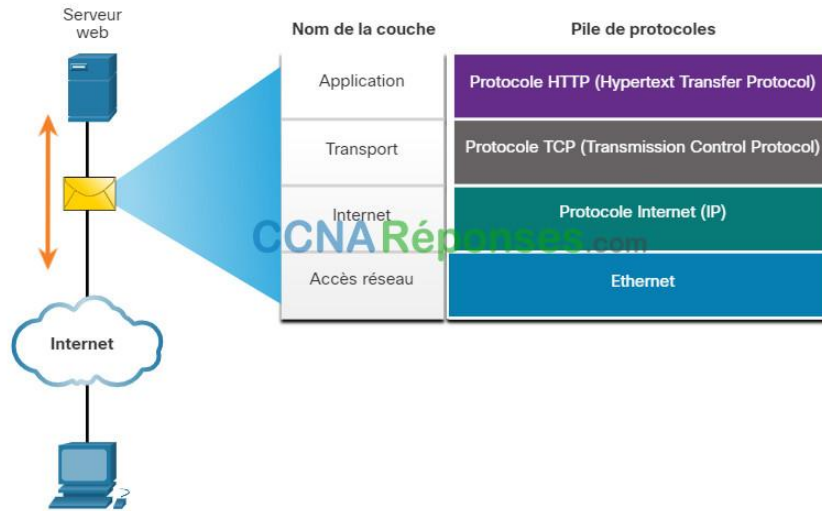 Serveur
web
Nom de la couche
Pile de protocoles
Application
Protocole HTTP (Hypertext Transfer Protocol)
Transport
Protocole TCP (Transmission Control Protocol)
Internet
Protocole Internet (IP)
CCNARéponses.com
Accès réseau
Ethernet
Internet